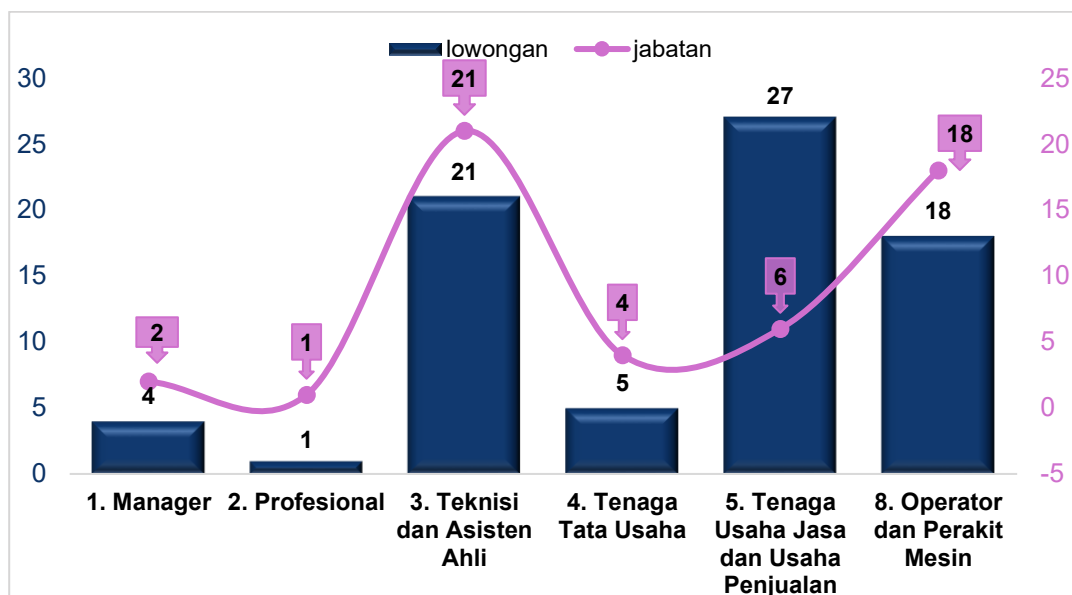 lowongan jabatan
30
25
20
15
10
5
0
25
20
15
10
5
0
-5
2
1
21
4
6
18
4
1
21
5
27
18
1. Manager
2. Profesional
3. Teknisi
dan Asisten
Ahli
4. Tenaga
Tata Usaha
5. Tenaga
Usaha Jasa
dan Usaha
Penjualan
8. Operator
dan Perakit
Mesin